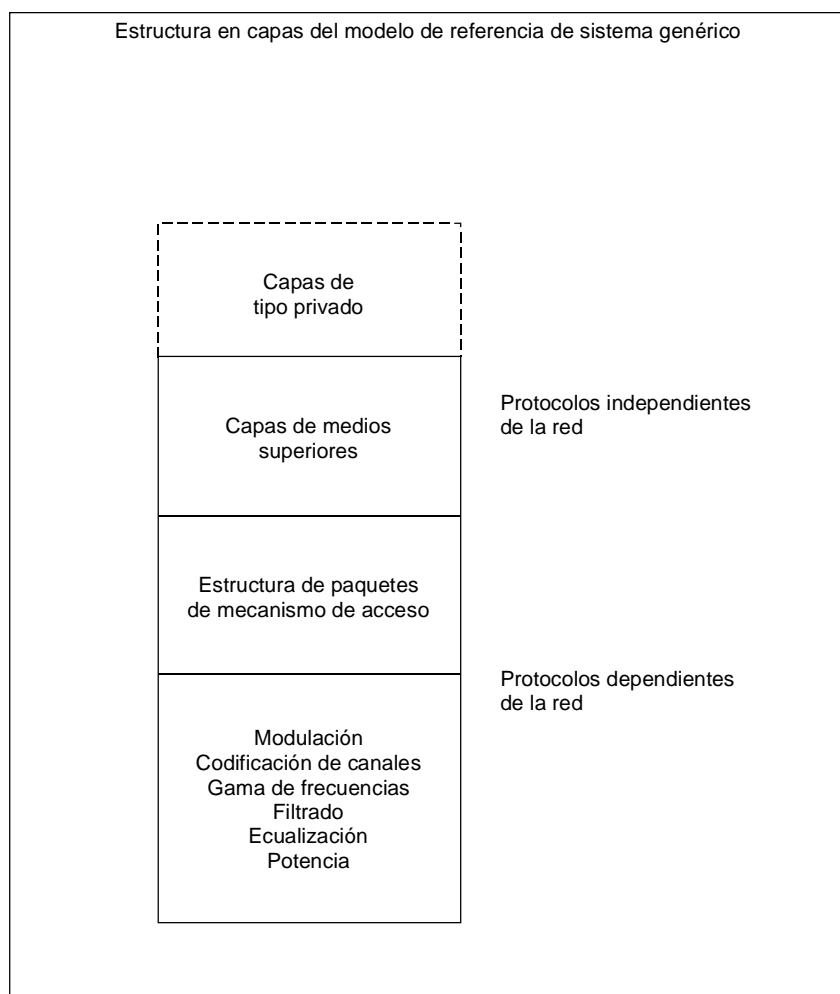 Estructura en capas del modelo de referencia de sistema genérico
Capas de
tipo privado
Capas de medios
superiores
Protocolos independientes
de la red
Estructura de paquetes
de mecanismo de acceso
Protocolos dependientes
de la red
Modulación
Codificación de canales
Gama de frecuencias
Filtrado
Ecualización
Potencia